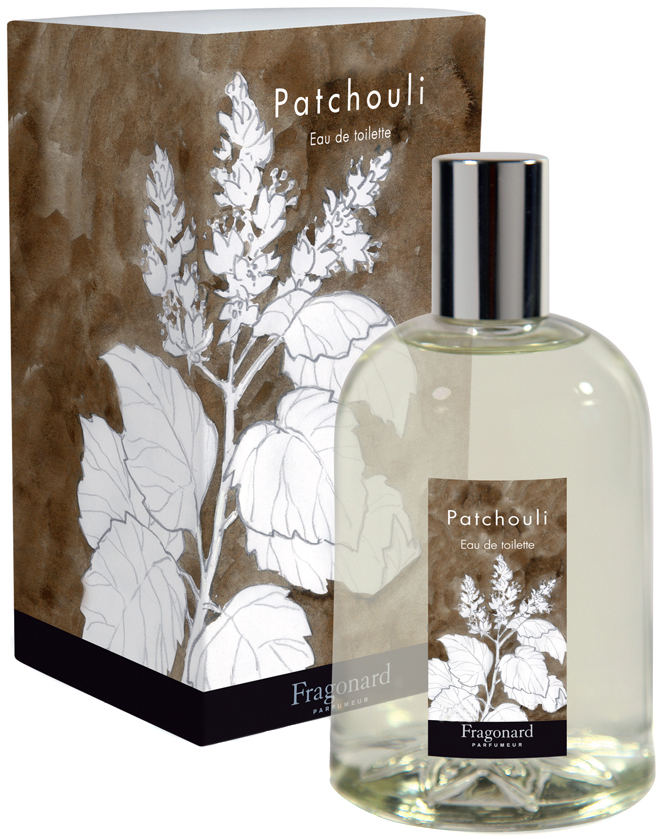 Patchouli
Eau de toilette
Fragonard
PARFUMEUR
Patchouli
Eau de toilette
Fragonard
PARFUMEUR